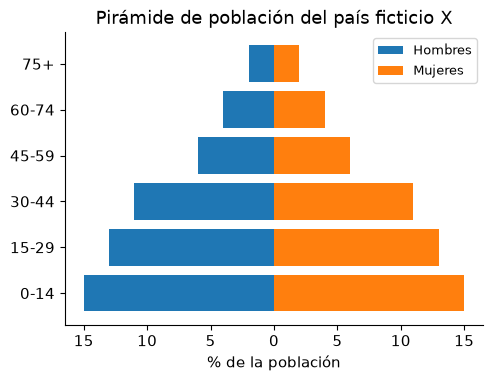 Pirámide de población del país ficticio X
Hombres
Mujeres
75+
60-74
45-59
30-44
15-29
0-14
15 10 5 0 5 10 15
% de la población